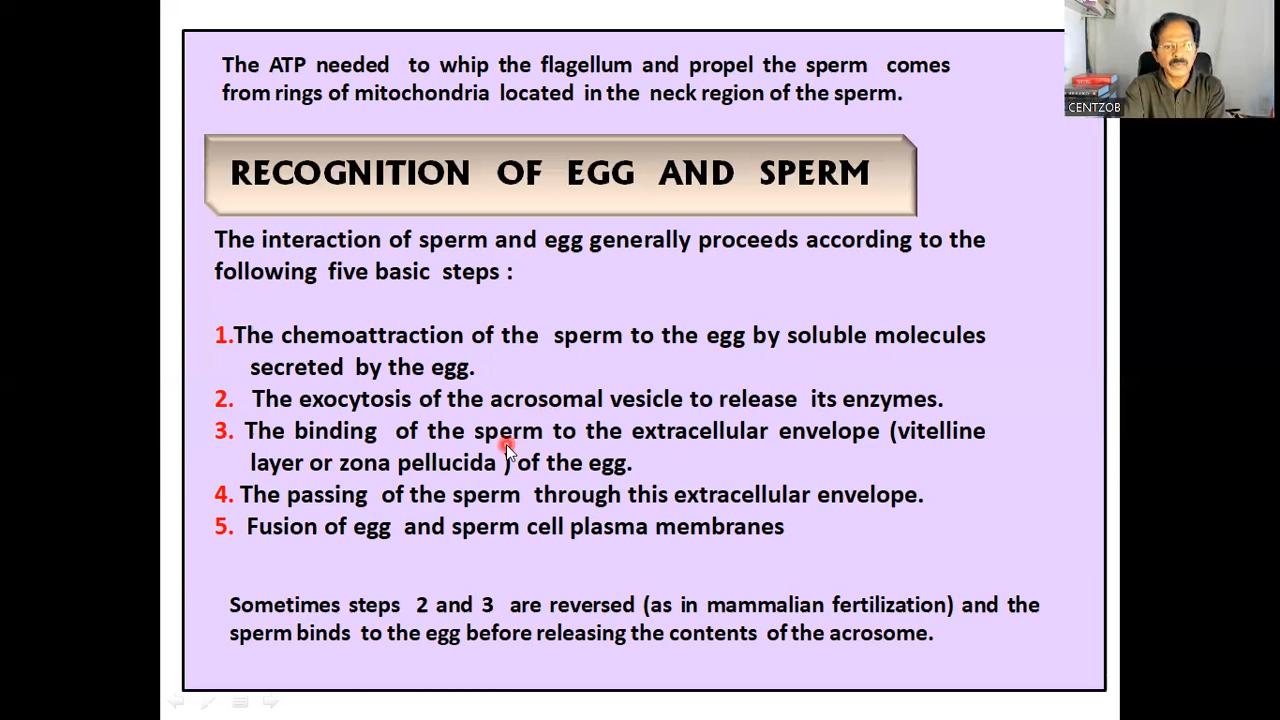 The ATP needed to whip the flagellum and propel the sperm comes
from rings of mitochondria located in the neck region of the sperm.
CENTZOB
RECOGNITION OF EGG AND SPERM
The interaction of sperm and egg generally proceeds according to the
following five basic steps :
1.The chemoattraction of the sperm to the egg by soluble molecules
secreted by the egg.
2. The exocytosis of the acrosomal vesicle to release its enzymes.
3. The binding of the sperm to the extracellular envelope (vitelline
layer or zona pellucida ) of the egg.
4. The passing of the sperm through this extracellular envelope.
5. Fusion of egg and sperm cell plasma membranes
Sometimes steps 2 and 3 are reversed (as in mammalian fertilization) and the
sperm binds to the egg before releasing the contents of the acrosome.